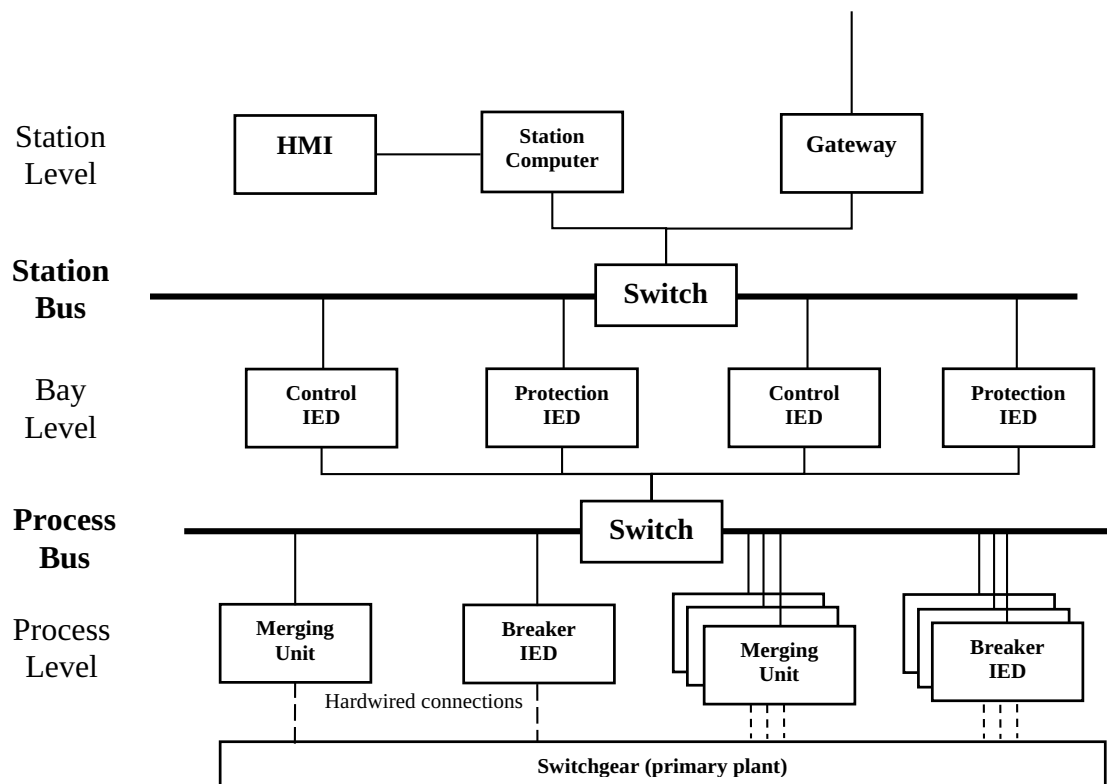 Station
Level
HMI
Station
Computer
Gateway
Station
Bus
Switch
Bay
Level
Control
IED
Protection
IED
Control
IED
Protection
IED
Process
Bus
Switch
Process
Level
Merging
Unit
Breaker
IED
Merging
Unit
Breaker
IED
Hardwired connections
Switchgear (primary plant)